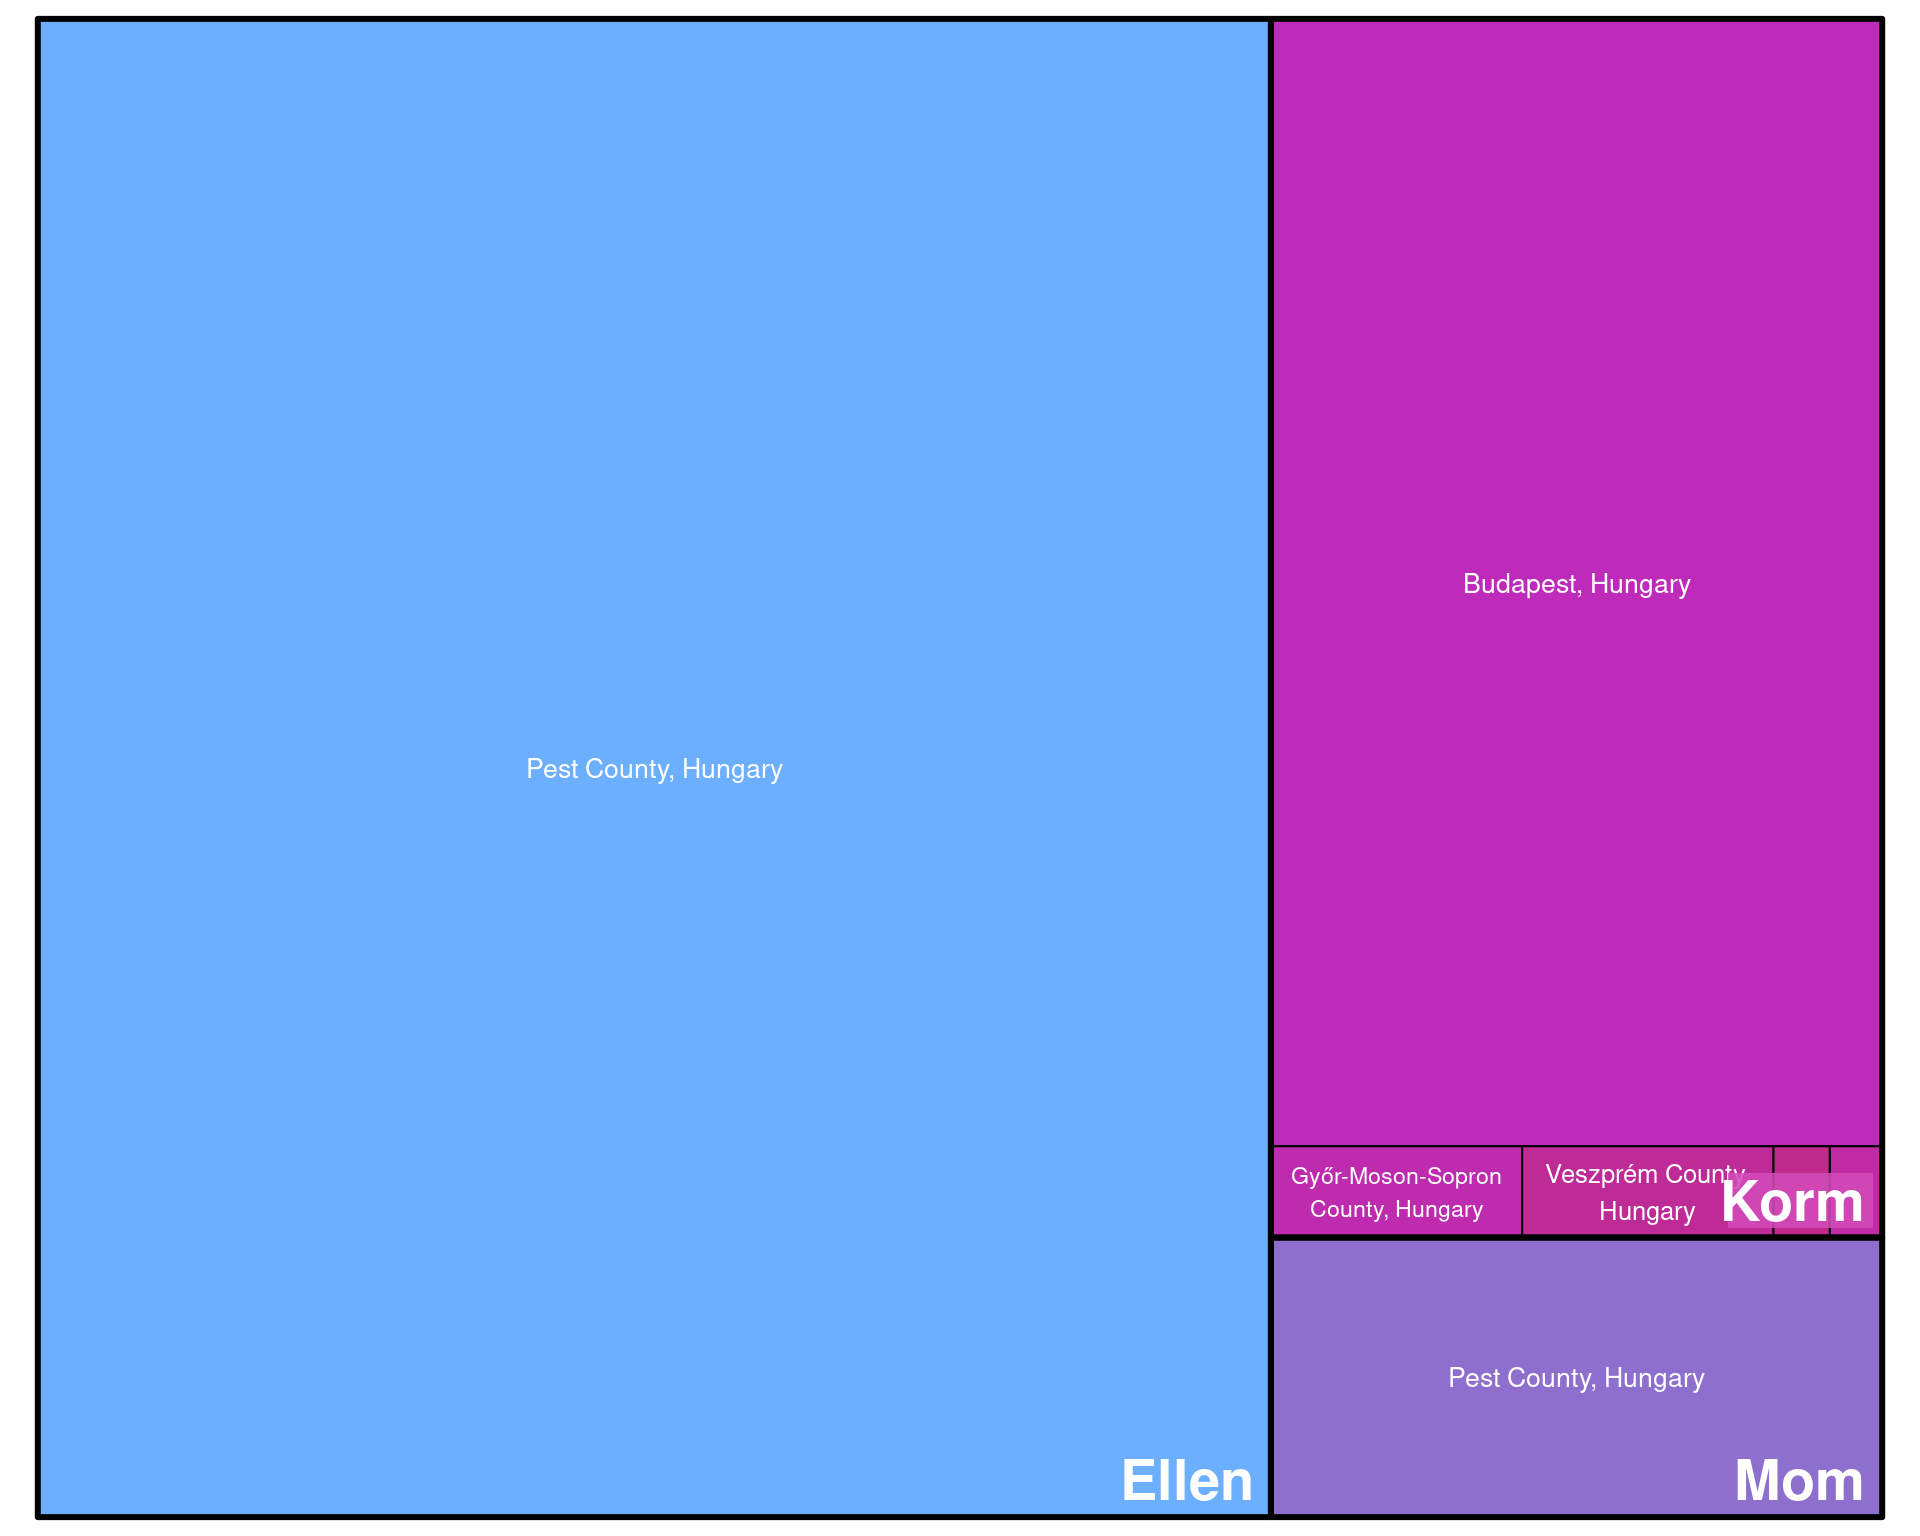 Pest County, Hungary
Ellen
Budapest, Hungary
Győr-Moson-Sopron
County, Hungary
Veszprém County
Hungary
Korm
Pest County, Hungary
Mom